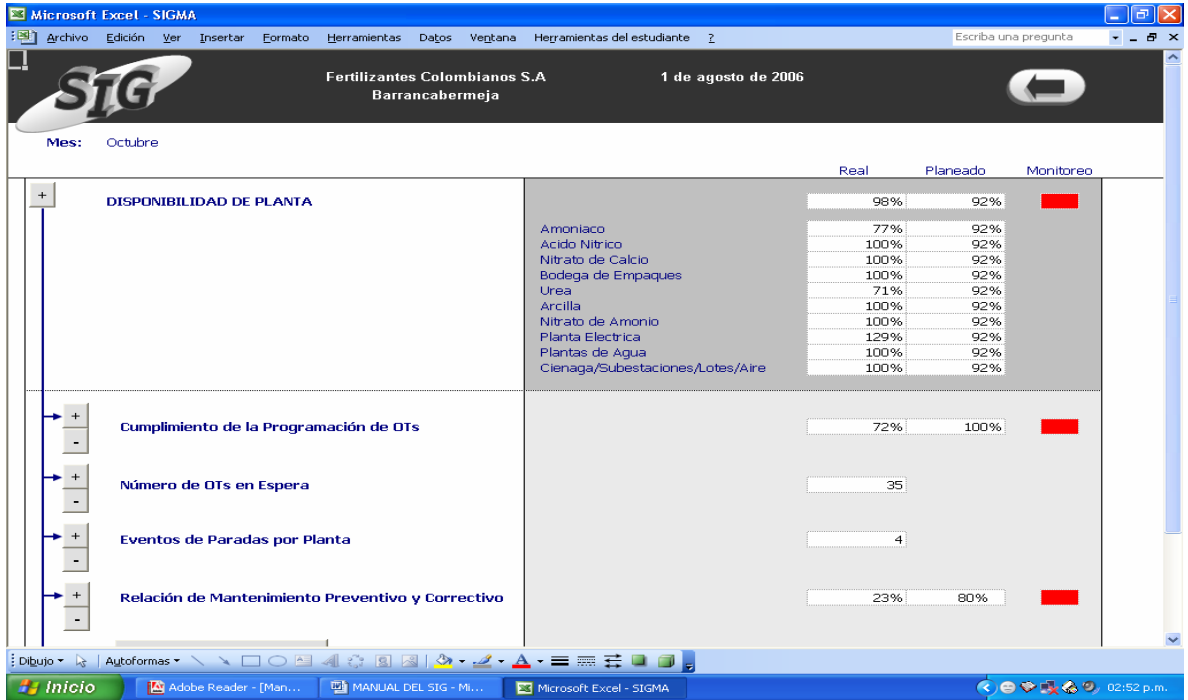 Microsoft Excel - SIGMA
Archivo Edición Ver Insertar Formato Herramientas Datos Ventana Herramientas del estudiante ? Escriba una pregunta
SIG
Fertilizantes Colombianos S.A 1 de agosto de 2006
Barrancabermeja
Mes: Octubre
Real Planeado Monitoreo
+ DISPONIBILIDAD DE PLANTA 98% 92%
Amoniaco 77% 92%
Acido Nitrico 100% 92%
Nitrato de Calcio 100% 92%
Bodega de Empaques 100% 92%
Urea 71% 92%
Arcilla 100% 92%
Nitrato de Amonio 100% 92%
Planta Electrica 129% 92%
Plantas de Agua 100% 92%
Cienaga/Subestaciones/Lotes/Aire 100% 92%
+
- Cumplimiento de la Programación de OTs 72% 100%
+
- Número de OTs en Espera 35
+
- Eventos de Paradas por Planta 4
+
- Relación de Mantenimiento Preventivo y Correctivo 23% 80%
Dibujo Autoformas
Inicio Adobe Reader - [Man... MANUAL DEL SIG - Mi... Microsoft Excel - SIGMA 02:52 p.m.